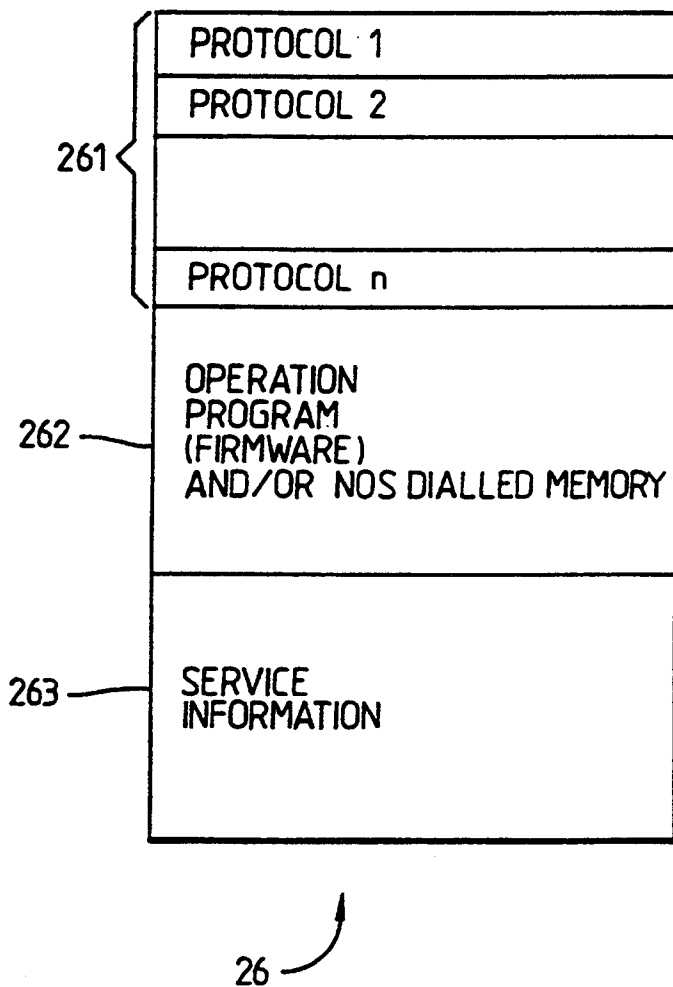 PROTOCOL 1
PROTOCOL 2
261
PROTOCOL n
OPERATION
PROGRAM
262
(FIRMWARE)
AND/OR NOS DIALLED MEMORY
263
SERVICE
INFORMATION
26